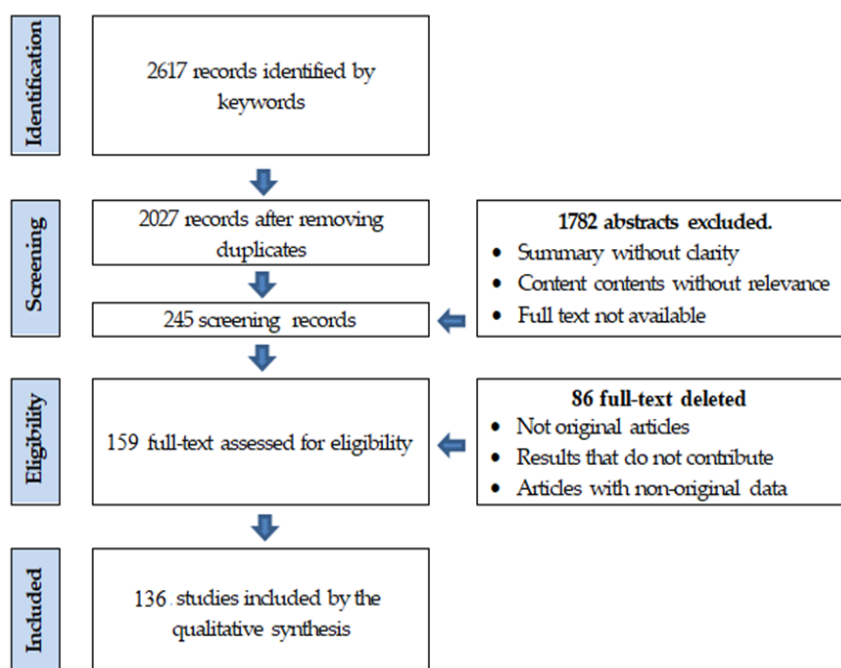 Identification
2617 records identified by
keywords
Screening
2027 records after removing
duplicates
1782 abstracts excluded.
• Summary without clarity
• Content contents without relevance
• Full text not available
245 screening records
Eligibility
159 full-text assessed for eligibility
86 full-text deleted
• Not original articles
• Results that do not contribute
• Articles with non-original data
Included
136 studies included by the
qualitative synthesis